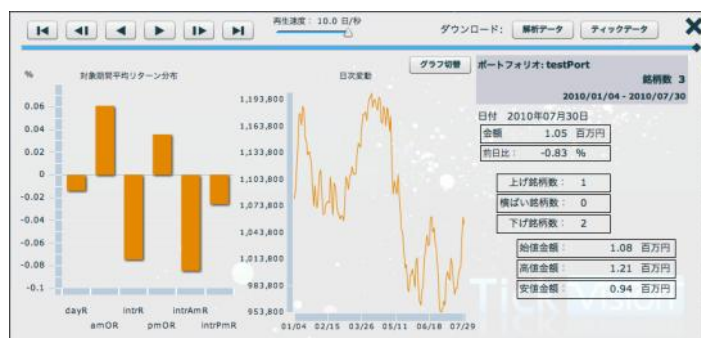 再生速度: 10.0 日/秒
ダウンロード: 解析データ ティックデータ
% 対象期間平均リターン分布
日次変動
グラフ切替
ポートフォリオ: testPort
銘柄数 3
2010/01/04 - 2010/07/30
日付 2010年07月30日
金額 1.05 百万円
前日比: -0.83 %
上げ銘柄数: 1
横ばい銘柄数: 0
下げ銘柄数: 2
始値金額: 1.08 百万円
高値金額: 1.21 百万円
安値金額: 0.94 百万円
0.06
0.04
0.02
0
-0.02
-0.04
-0.06
-0.08
-0.1
dayR intrR intrAmR
amOR pmOR intrPmR
1,193,800
1,163,800
1,133,800
1,103,800
1,073,800
1,043,800
1,013,800
983,800
953,800
01/04 02/15 03/26 05/11 06/18 07/29
Tick Vision